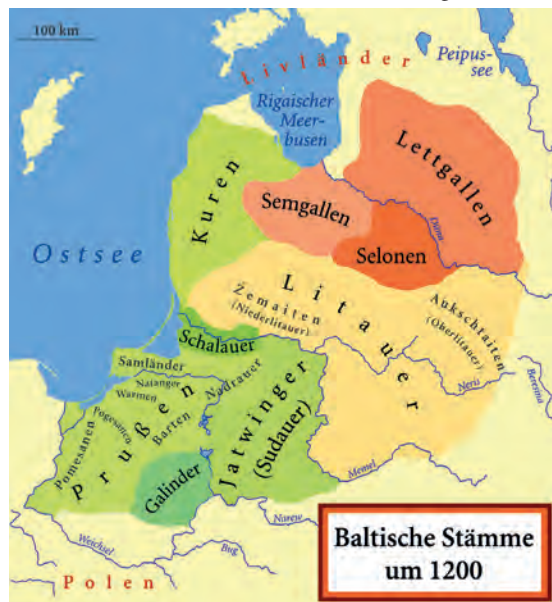 100 km
Livländer
Peipus-
see
Rigaischer
Meer-
busen
Lettgallen
Kuren
Semgallen
Düna
Ostsee
Selonen
Litauer
Žemaiten
(Niederlitauer)
Aukschtaiten
(Oberlitauer)
Schalauer
Samländer
Neris
Beresina
Natanger
Nadrauer
Warmen
Pogesanen
Barten
Pomesanen
Prußen
Jatwinger
(Sudauer)
Memel
Galinder
Weichsel
Narew
Bug
Polen
Baltische Stämme
um 1200